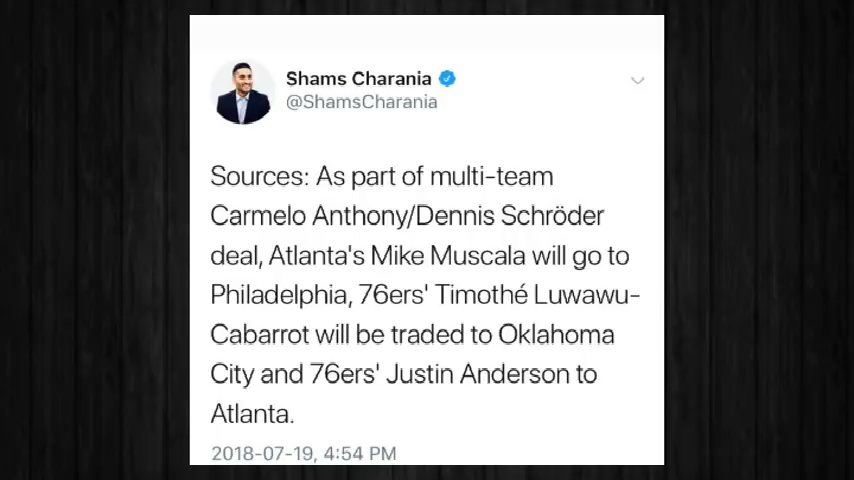 Shams Charania
@ShamsCharania
Sources: As part of multi-team
Carmelo Anthony/Dennis Schröder
deal, Atlanta's Mike Muscala will go to
Philadelphia, 76ers' Timothé Luwawu-
Cabarrot will be traded to Oklahoma
City and 76ers' Justin Anderson to
Atlanta.
2018-07-19, 4:54 PM